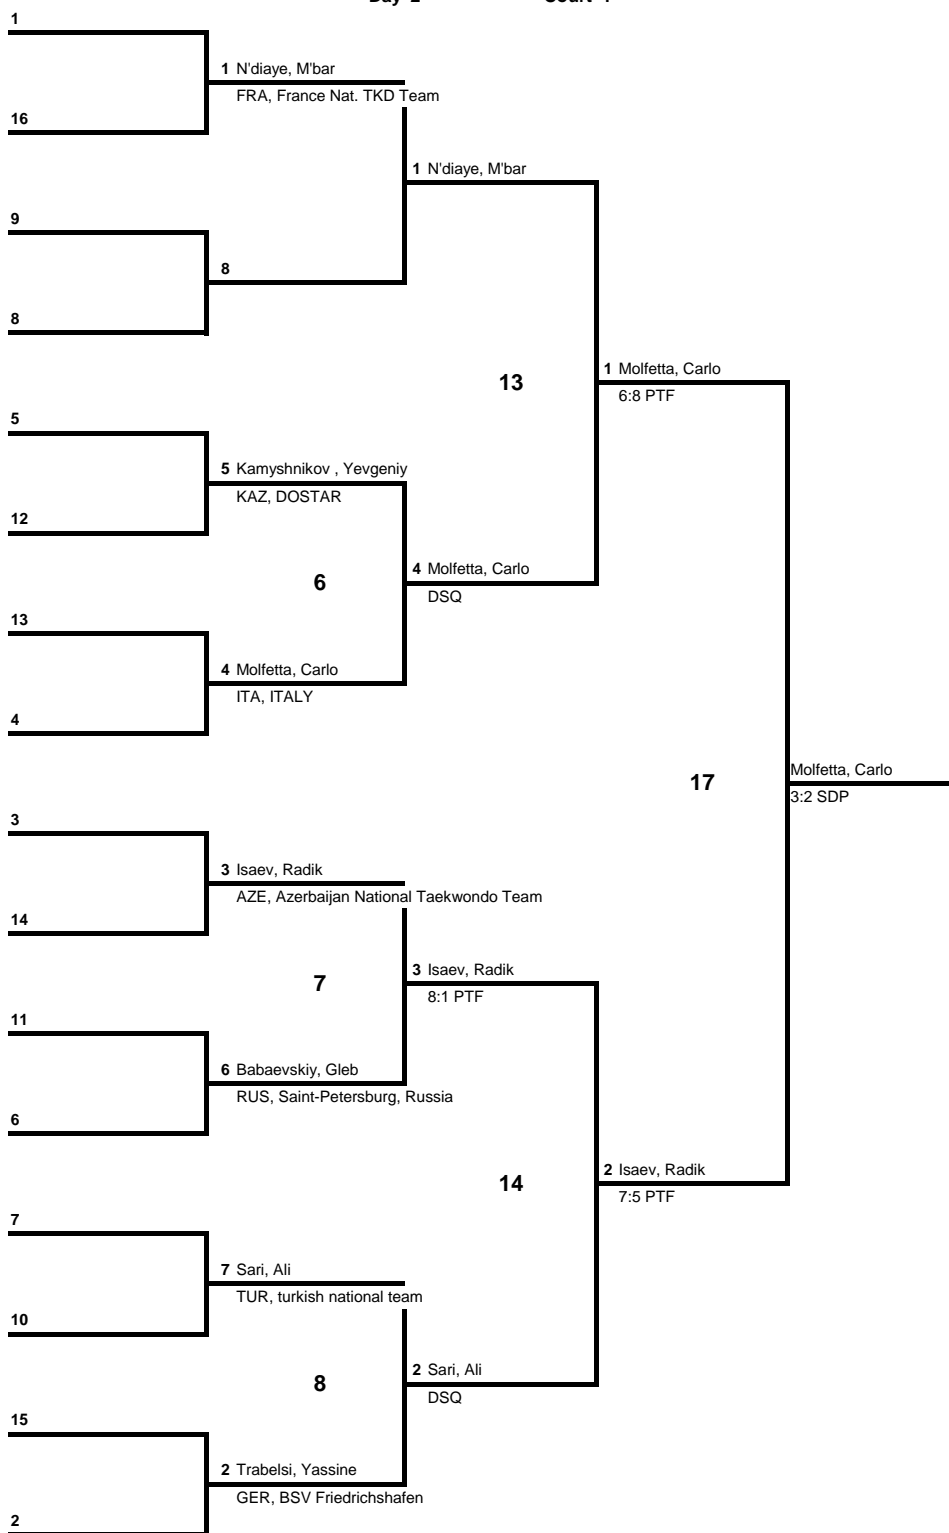 Day Court
1
1 N'diaye, M'bar
FRA, France Nat. TKD Team
16
1 N'diaye, M'bar
9
8
8
13
1 Molfetta, Carlo
6:8 PTF
5
5 Kamyshnikov , Yevgeniy
KAZ, DOSTAR
12
6
4 Molfetta, Carlo
DSQ
13
4 Molfetta, Carlo
ITA, ITALY
4
17
Molfetta, Carlo
3:2 SDP
3
3 Isaev, Radik
AZE, Azerbaijan National Taekwondo Team
14
7
3 Isaev, Radik
8:1 PTF
11
6 Babaevskiy, Gleb
RUS, Saint-Petersburg, Russia
6
14
2 Isaev, Radik
7:5 PTF
7
7 Sari, Ali
TUR, turkish national team
10
8
2 Sari, Ali
DSQ
15
2 Trabelsi, Yassine
GER, BSV Friedrichshafen
2